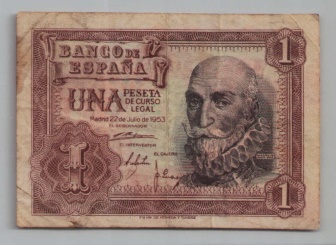 BANCO DE
ESPAÑA
1
UNA PESETA
DE CURSO
LEGAL
Madrid 22 de Julio de 1953
EL GOBERNADOR
EL INTERVENTOR
EL CAJERO
1
1